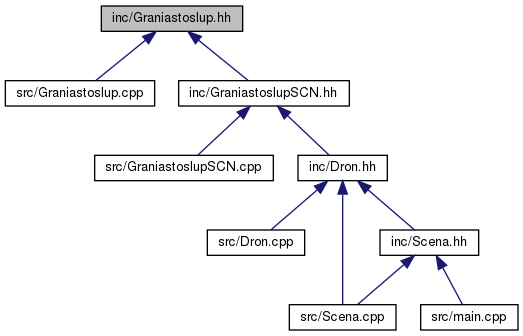 inc/Graniastoslup.hh
src/Graniastoslup.cpp
inc/GraniastoslupSCN.hh
src/GraniastoslupSCN.cpp
inc/Dron.hh
src/Dron.cpp
inc/Scena.hh
src/Scena.cpp
src/main.cpp